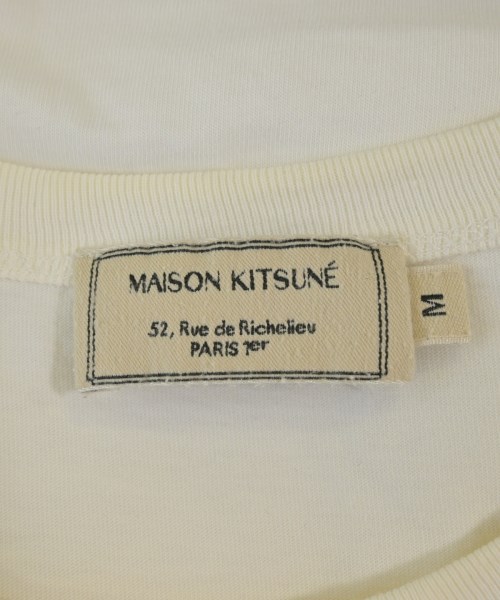 MAISON KITSUNÉ
52, Rue de Richelieu
PARIS 1er
M